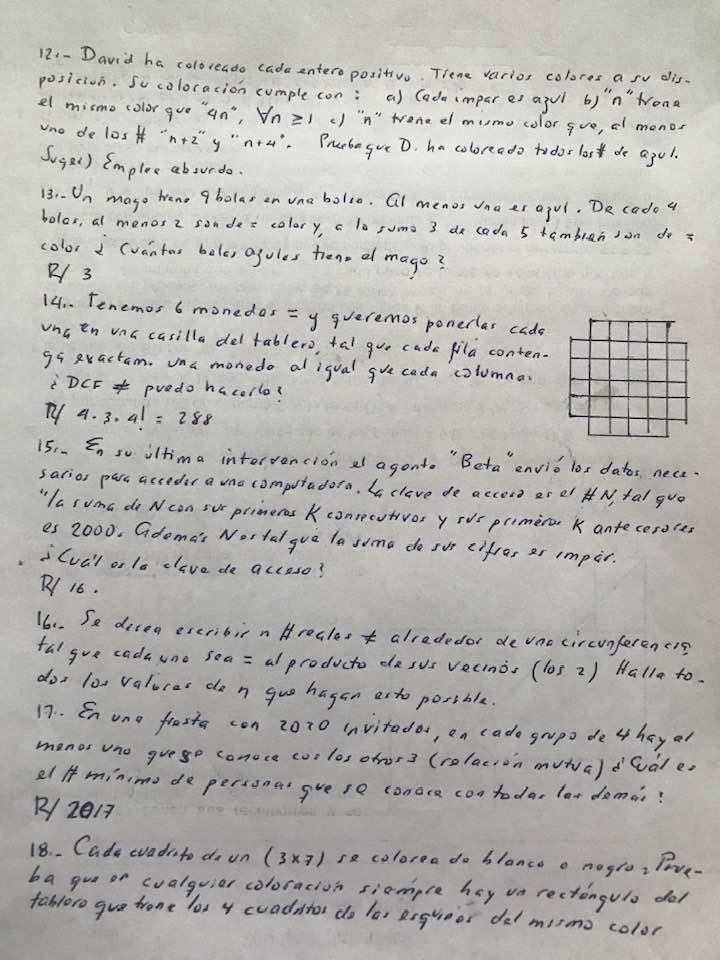 12.- David ha coloreado cada entero positivo. Tiene varios colores a su dis-
posición. Su coloración cumple con: a) Cada impar es azul b) "n" tiene
el mismo color que "4n", ∀n ≥ 1 c) "n" tiene el mismo color que, al menos
uno de los # "n+2" y "n+4". Prueba que D. ha coloreado todos los # de azul.
Suger) Emplee absurdo.
13.- Un mago tiene 9 bolas en una bolsa. Al menos una es azul. De cada 4
bolas, al menos 2 son de = color y, a lo sumo 3 de cada 5 también son de =
color ¿Cuántas bolas azules tiene el mago?
R/ 3
14.- Tenemos 6 monedas = y queremos ponerlas cada
una en una casilla del tablero, tal que cada fila conten-
ga exactam. una moneda al igual que cada columna.
¿DCF ≠ puedo hacerlo?
R/ 4·3·4! = 288
15.- En su última intervención el agente "Beta" envió los datos nece-
sarios para acceder a una computadora. La clave de acceso es el # N, tal que
"la suma de N con sus primeros K consecutivos y sus primeros K antecesores
es 2000. Además N es tal que la suma de sus cifras es impar.
¿Cuál es la clave de acceso?
R/ 16.
16.- Se desea escribir n # reales ≠ alrededor de una circunferencia,
tal que cada uno sea = al producto de sus vecinos (los 2) Halla to-
dos los valores de n que hagan esto posible.
17.- En una fiesta con 2020 invitados, en cada grupo de 4 hay al
menos uno que se conoce con los otros 3 (relación mutua) ¿Cuál es
el # mínimo de personas que se conoce con todas las demás?
R/ 2017
18.- Cada cuadrito de un (3x7) se colorea de blanco o negro. Prue-
ba que en cualquier coloración siempre hay un rectángulo del
tablero que tiene los 4 cuadritos de las esquinas del mismo color